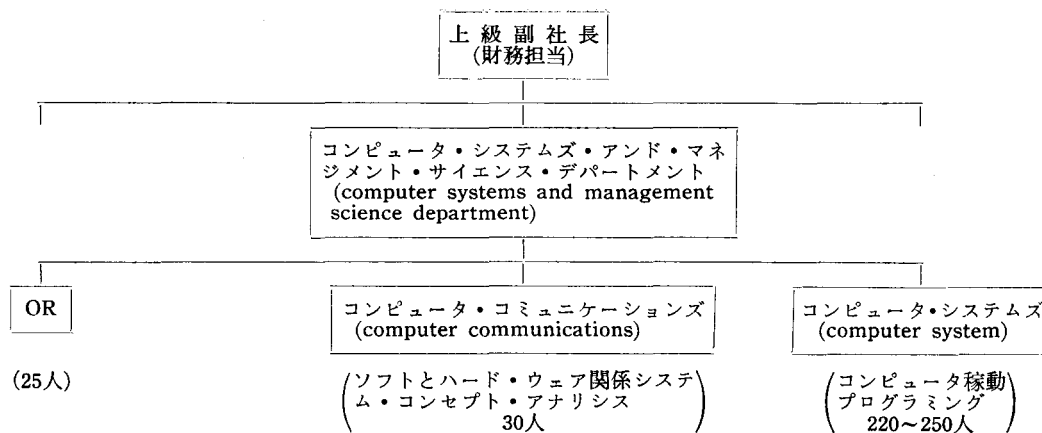 上級副社長
(財務担当)
コンピュータ・システムズ・アンド・マネ
ジメント・サイエンス・デパートメント
(computer systems and management
science department)
OR
(25人)
コンピュータ・コミュニケーションズ
(computer communications)
ソフトとハード・ウェア関係システ
ム・コンセプト・アナリシス
30人
コンピュータ・システムズ
(computer system)
コンピュータ稼動
プログラミング
220~250人